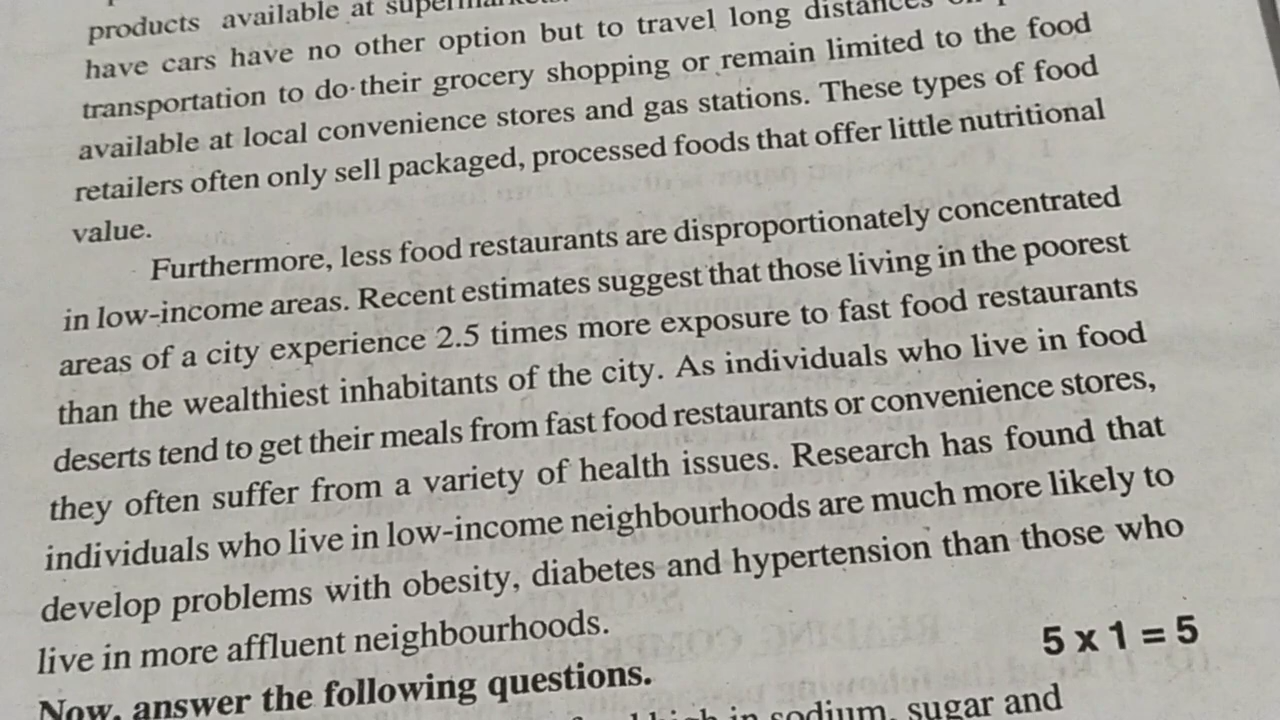 products available at
have cars have no other option but to travel long distances
transportation to do their grocery shopping or remain limited to the food
available at local convenience stores and gas stations. These types of food
retailers often only sell packaged, processed foods that offer little nutritional
value.
Furthermore, less food restaurants are disproportionately concentrated
in low-income areas. Recent estimates suggest that those living in the poorest
areas of a city experience 2.5 times more exposure to fast food restaurants
than the wealthiest inhabitants of the city. As individuals who live in food
deserts tend to get their meals from fast food restaurants or convenience stores,
they often suffer from a variety of health issues. Research has found that
individuals who live in low-income neighbourhoods are much more likely to
develop problems with obesity, diabetes and hypertension than those who
live in more affluent neighbourhoods.
Now, answer the following questions. 5 x 1 = 5
in sodium, sugar and